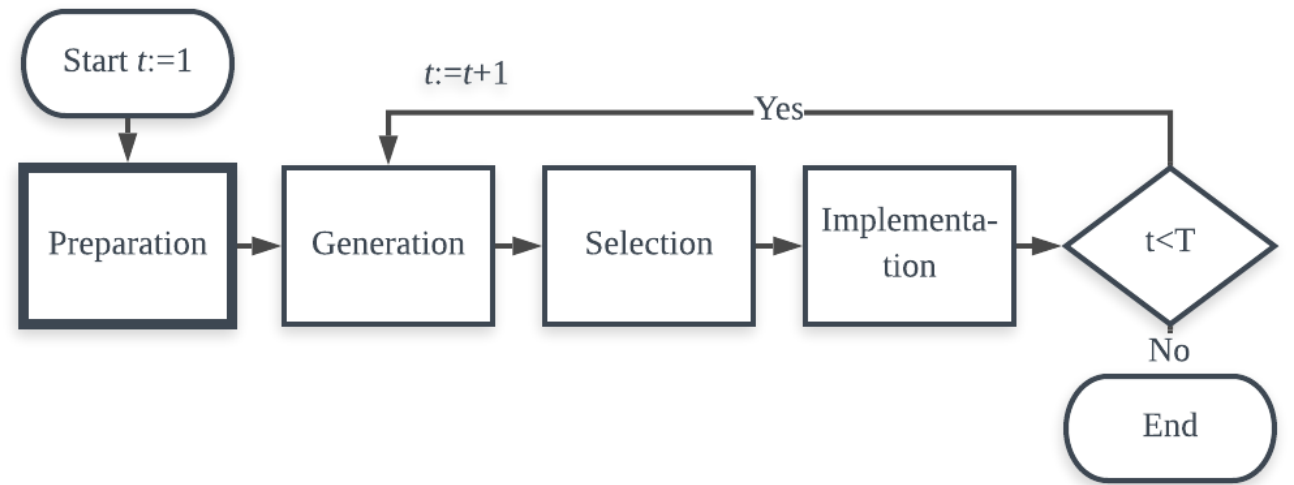 Start t:=1
t:=t+1
Yes
Preparation
Generation
Selection
Implementa-
tion
t<T
No
End